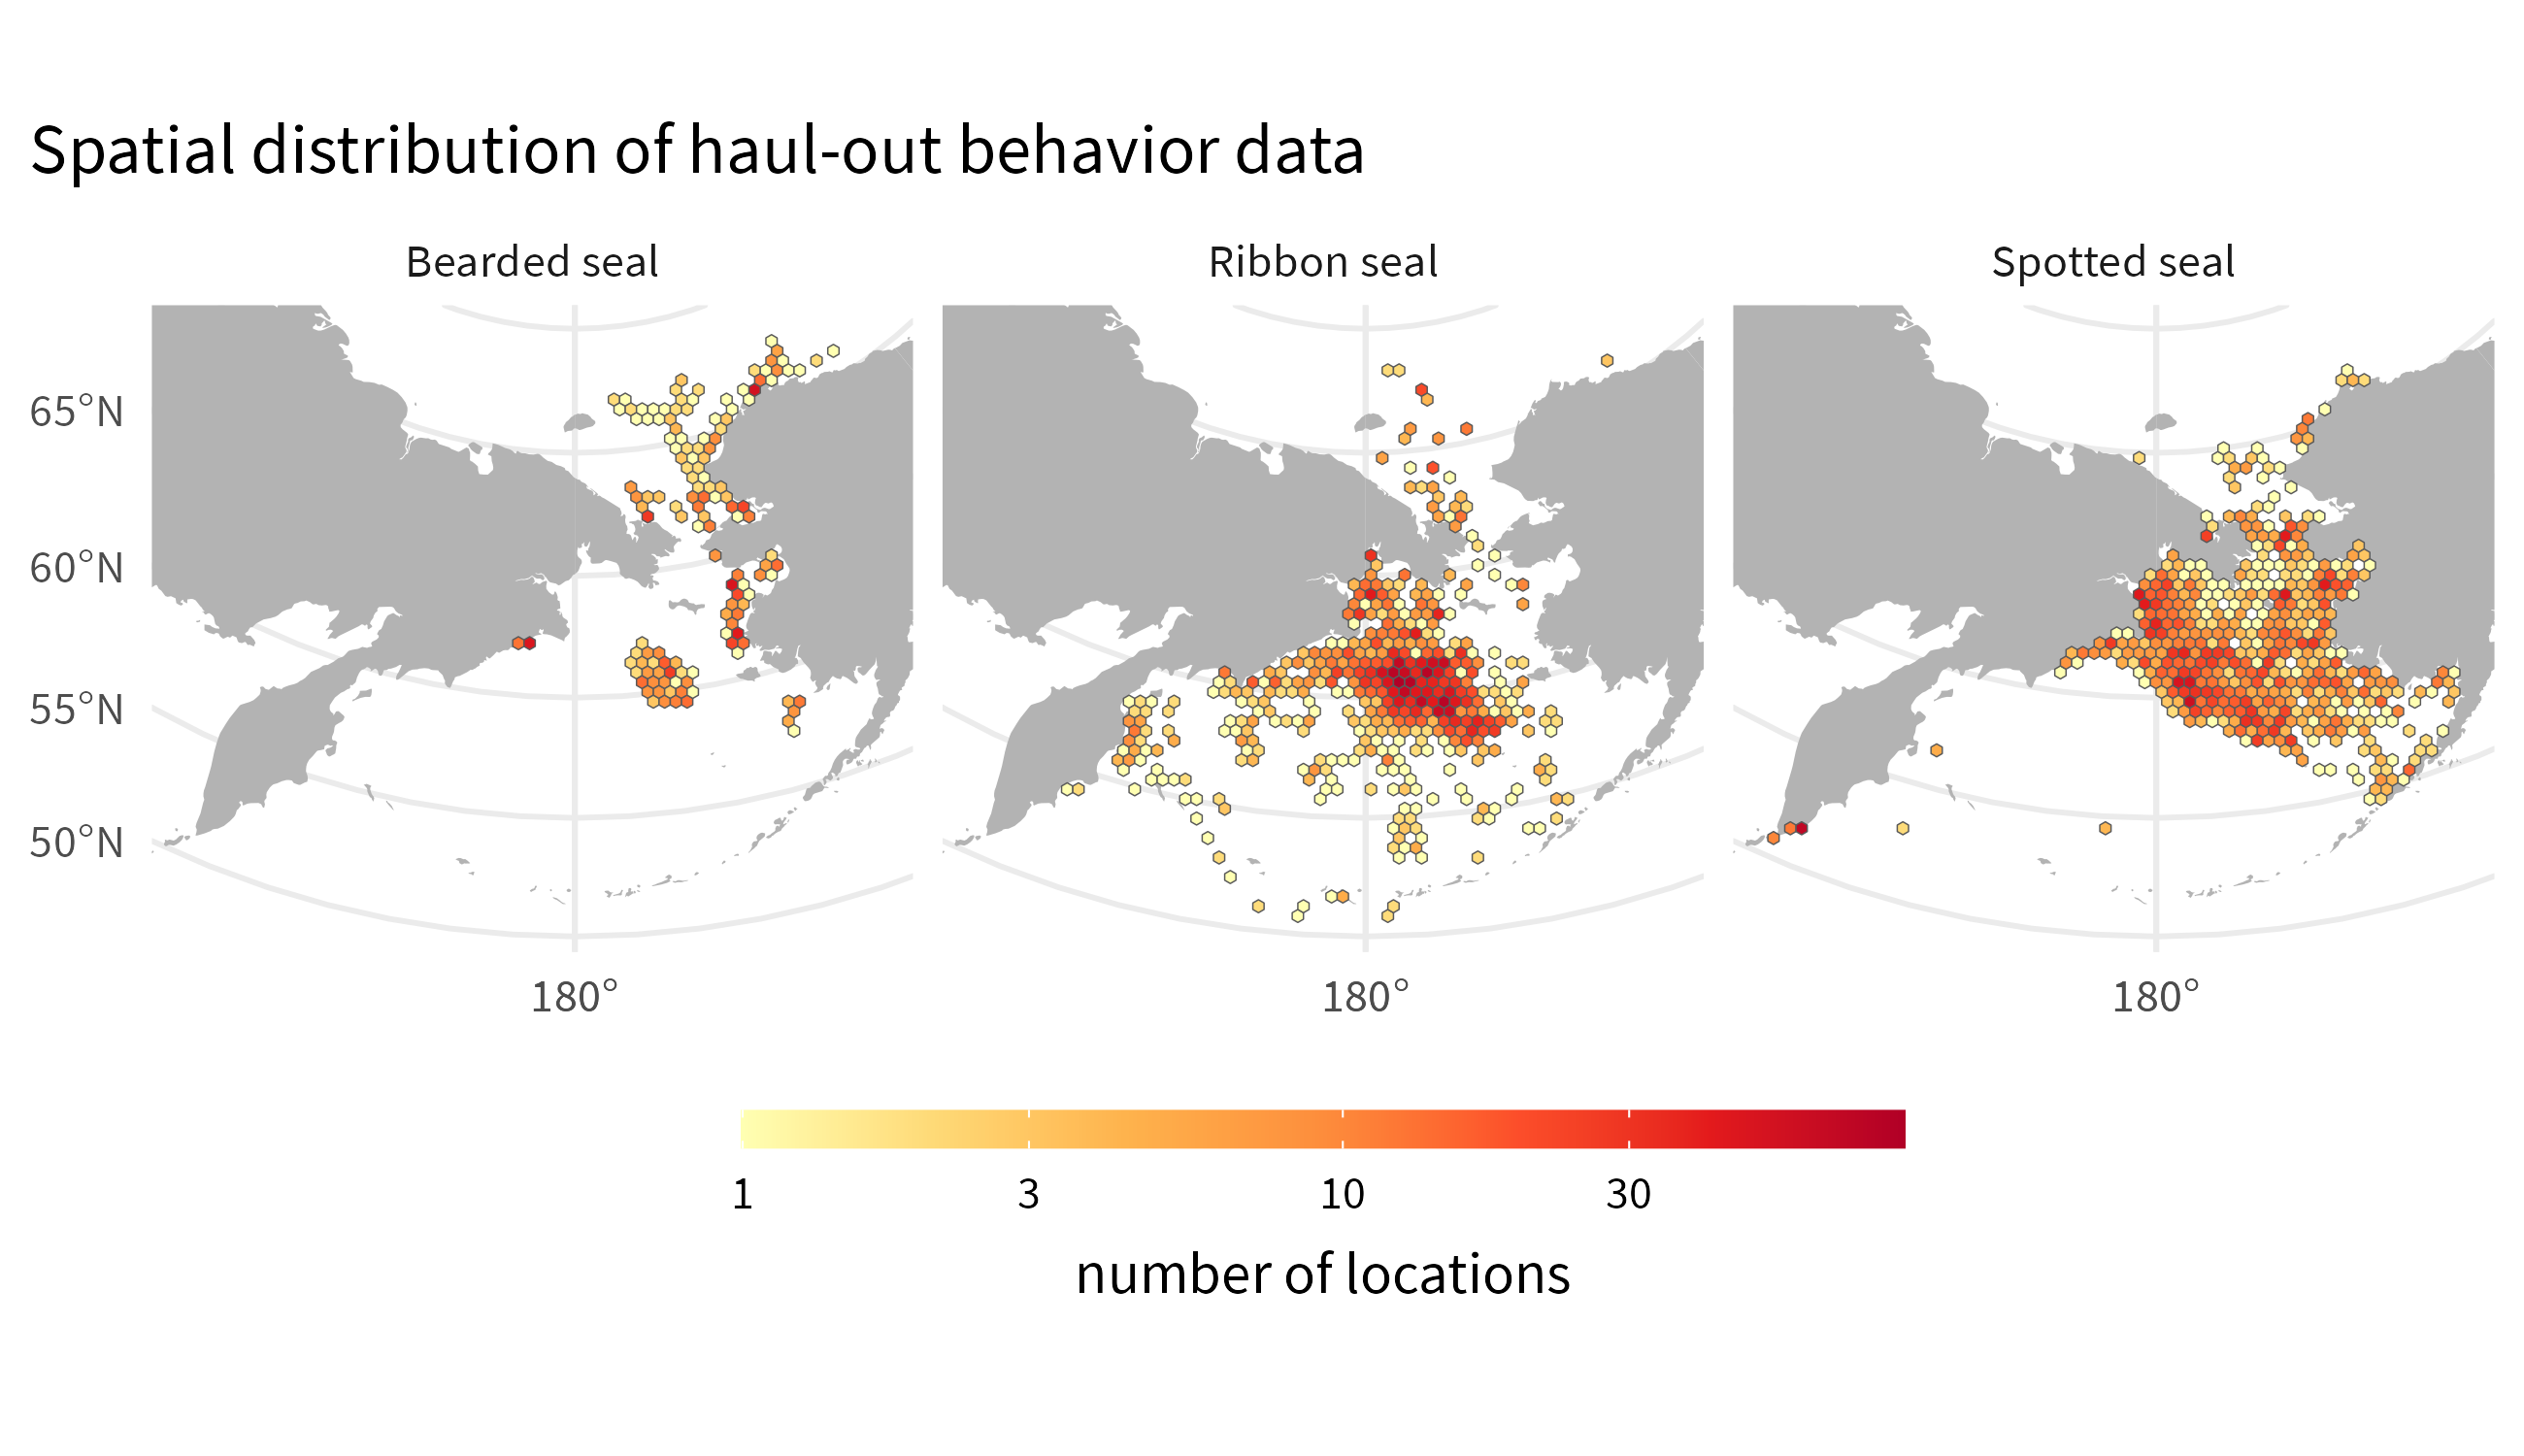 Spatial distribution of haul-out behavior data
Bearded seal
Ribbon seal
Spotted seal
65°N
60°N
55°N
50°N
180°
180°
180°
1
3
10
30
number of locations